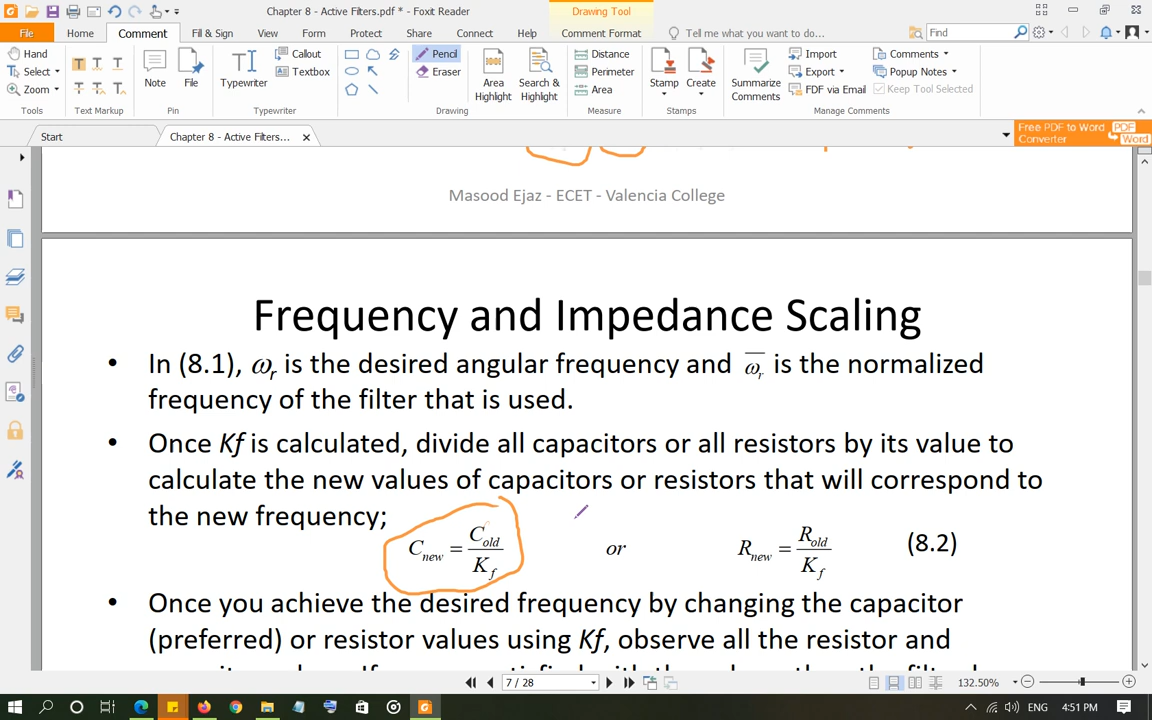 Chapter 8 - Active Filters.pdf * - Foxit Reader
Drawing Tool
File
Home
Comment
Fill & Sign
View
Form
Protect
Share
Connect
Help
Comment Format
Tell me what you want to do...
Find
Hand
Select
Zoom
Tools
Text Markup
Note
File
Pin
Typewriter
Callout
Textbox
Typewriter
Pencil
Eraser
Area Highlight
Search & Highlight
Drawing
Distance
Perimeter
Area
Measure
Stamp
Create
Stamps
Summarize Comments
Import
Export
FDF via Email
Comments
Popup Notes
Keep Tool Selected
Manage Comments
Start
Chapter 8 - Active Filters...
Free PDF to Word Converter
PDF
Word
Masood Ejaz - ECET - Valencia College
Frequency and Impedance Scaling
• In (8.1), ωr is the desired angular frequency and ω̅r is the normalized
frequency of the filter that is used.
• Once Kf is calculated, divide all capacitors or all resistors by its value to
calculate the new values of capacitors or resistors that will correspond to
the new frequency;
Cnew = Cold / Kf or Rnew = Rold / Kf (8.2)
• Once you achieve the desired frequency by changing the capacitor
(preferred) or resistor values using Kf, observe all the resistor and
7 / 28
132.50%
ENG
4:51 PM